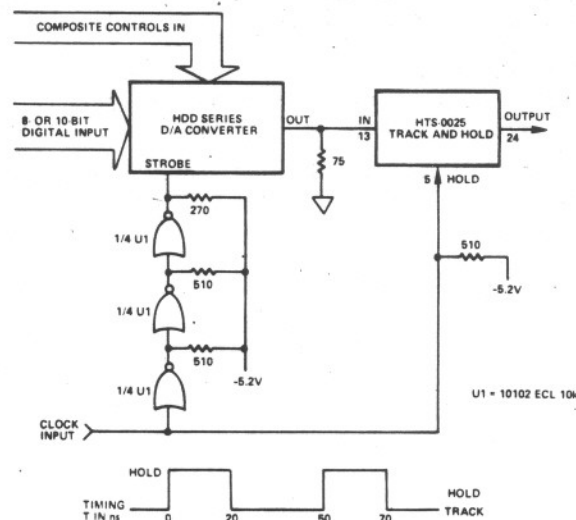 COMPOSITE CONTROLS IN
8- OR 10-BIT
DIGITAL INPUT
HDD SERIES
D/A CONVERTER
STROBE
OUT
IN
13
HTS-0025
TRACK AND HOLD
OUTPUT
24
5 HOLD
75
270
1/4 U1
510
1/4 U1
510
1/4 U1
-5.2V
510
-5.2V
U1 = 10102 ECL 10k
CLOCK
INPUT
HOLD
HOLD
TIMING
T IN ns
0
20
50
70
TRACK